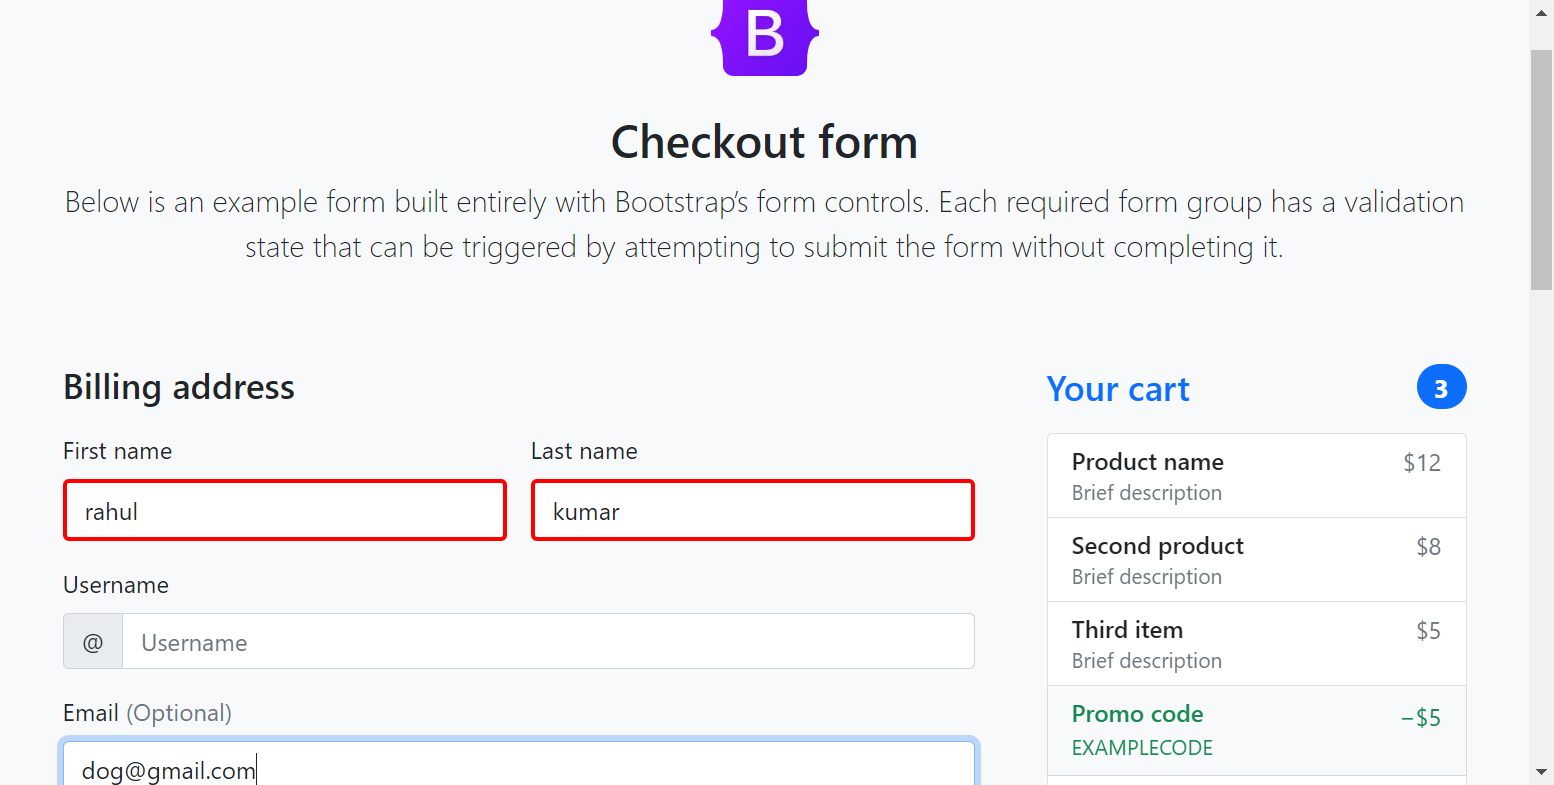 B
Checkout form
Below is an example form built entirely with Bootstrap's form controls. Each required form group has a validation
state that can be triggered by attempting to submit the form without completing it.
Billing address
First name
Last name
rahul
kumar
Username
@
Username
Email (Optional)
dog@gmail.com
Your cart
3
Product name
$12
Brief description
Second product
$8
Brief description
Third item
$5
Brief description
Promo code
−$5
EXAMPLECODE